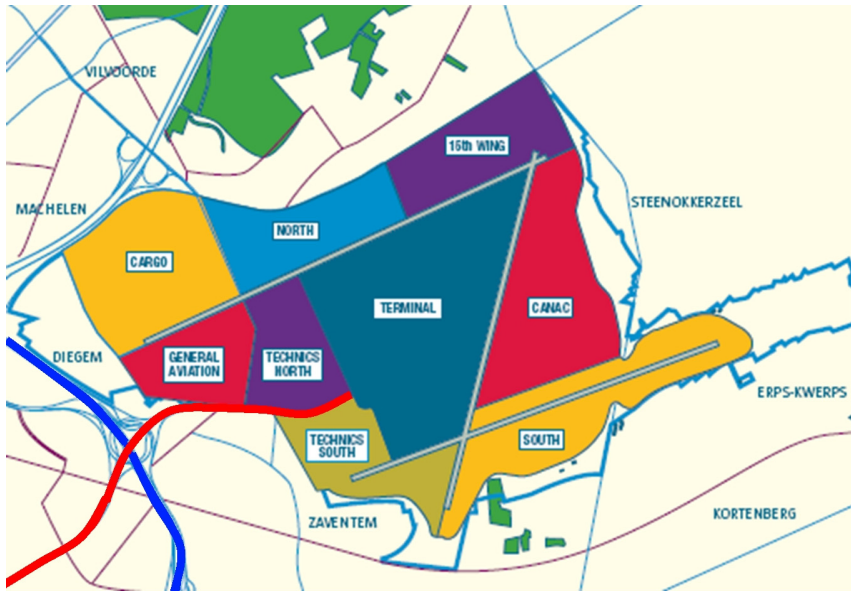 VILVOORDE
16th WING
MACHELEN
STEENOKKERZEEL
NORTH
CARGO
TERMINAL
CANAC
DIEGEM
GENERAL
AVIATION
TECHNICS
NORTH
ERPS-KWERPS
TECHNICS
SOUTH
SOUTH
ZAVENTEM
KORTENBERG